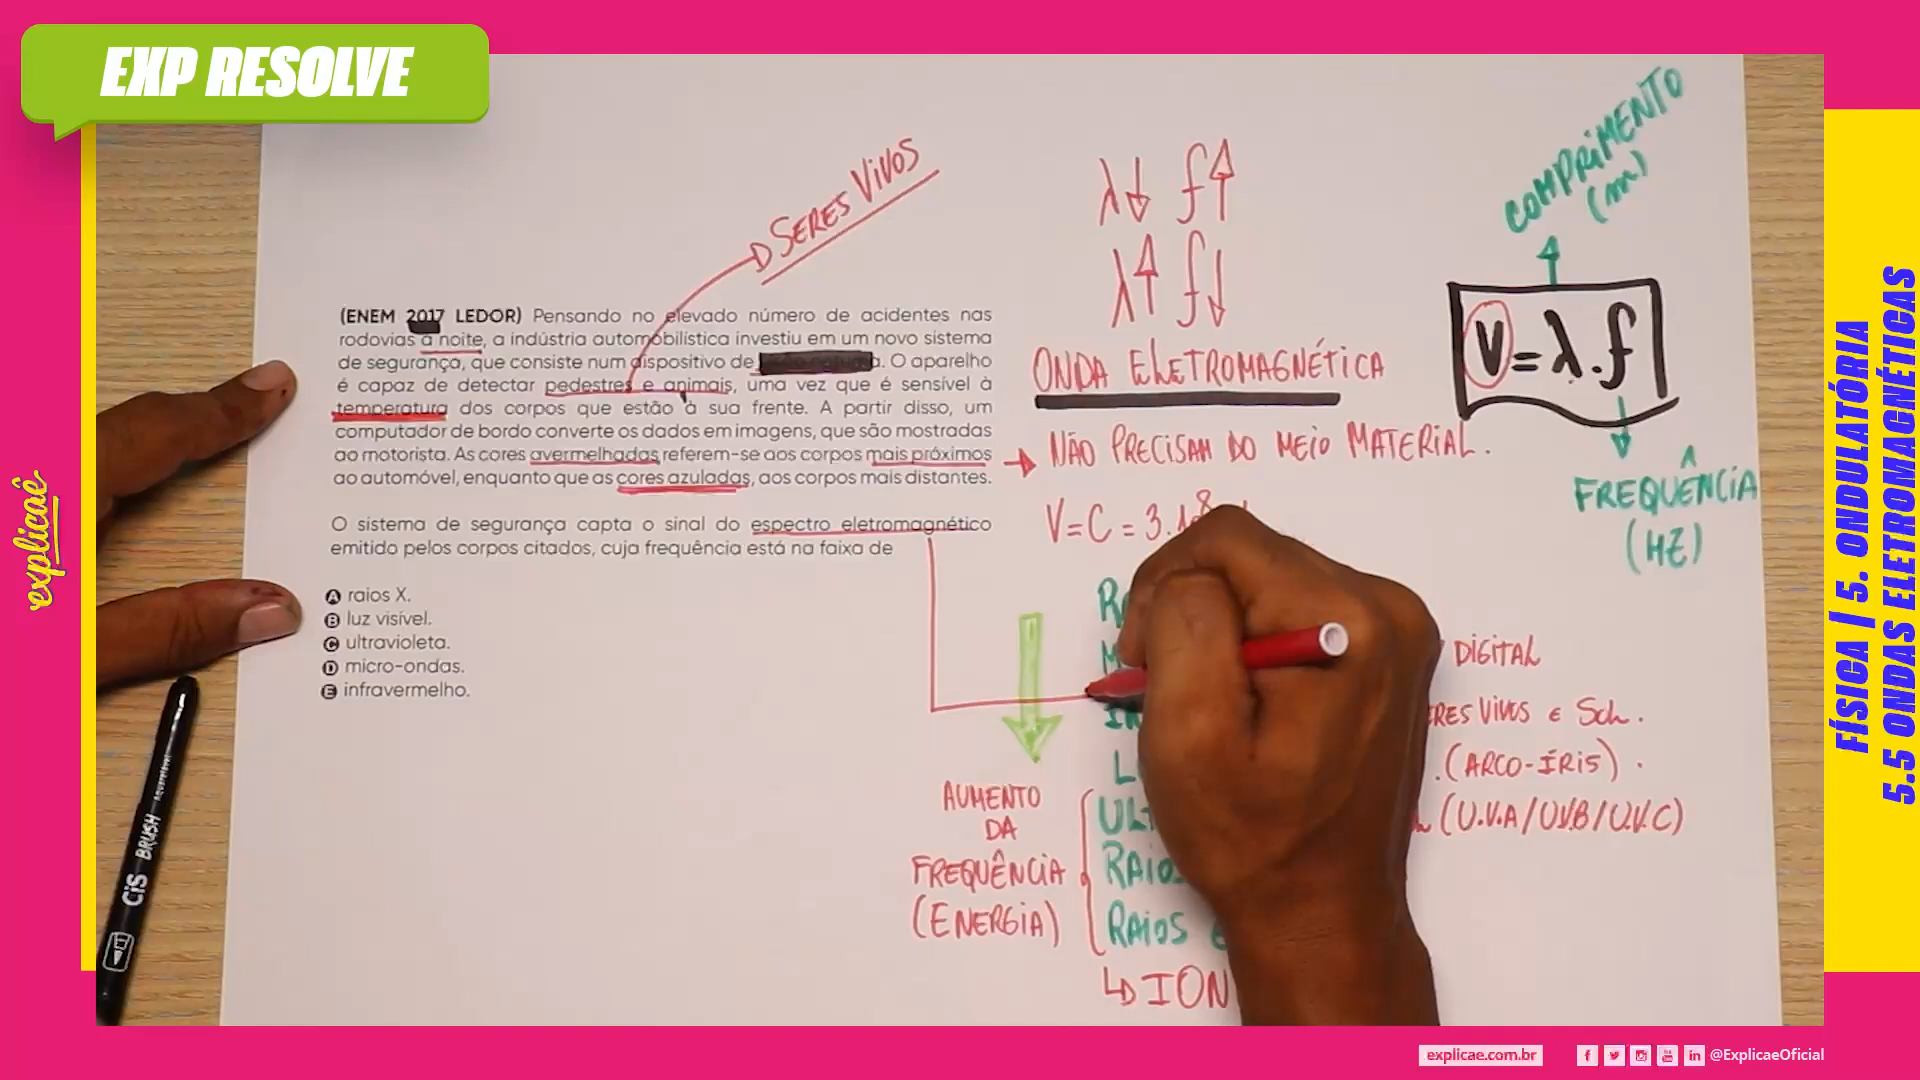 EXP RESOLVE
explicaê
SERES VIVOS
(ENEM 2017 LEDOR) Pensando no elevado número de acidentes nas
rodovias à noite, a indústria automobilística investiu em um novo sistema
de segurança, que consiste num dispositivo de O aparelho
é capaz de detectar pedestres e animais, uma vez que é sensível à
temperatura dos corpos que estão à sua frente. A partir disso, um
computador de bordo converte os dados em imagens, que são mostradas
ao motorista. As cores avermelhadas referem-se aos corpos mais próximos
ao automóvel, enquanto que as cores azuladas, aos corpos mais distantes.
O sistema de segurança capta o sinal do espectro eletromagnético
emitido pelos corpos citados, cuja frequência está na faixa de
A raios X.
B luz visível.
C ultravioleta.
D micro-ondas.
E infravermelho.
CiS BRUSH AQUARELÁVEL
λ↓ f↑
λ↑ f↓
ONDA ELETROMAGNÉTICA
NÃO PRECISAM DO MEIO MATERIAL.
V=C = 3.
COMPRIMENTO
(m)
V=λ.f
FREQUÊNCIA
(HZ)
DIGITAL
VIVOS E SOL.
(ARCO-ÍRIS).
(U.V.A/U.V.B/U.V.C)
AUMENTO
DA
FREQUÊNCIA
(ENERGIA)
RAIOS
RAIOS
FÍSICA | 5. ONDULATÓRIA
5.5 ONDAS ELETROMAGNÉTICAS
explicae.com.br
@ExplicaeOficial